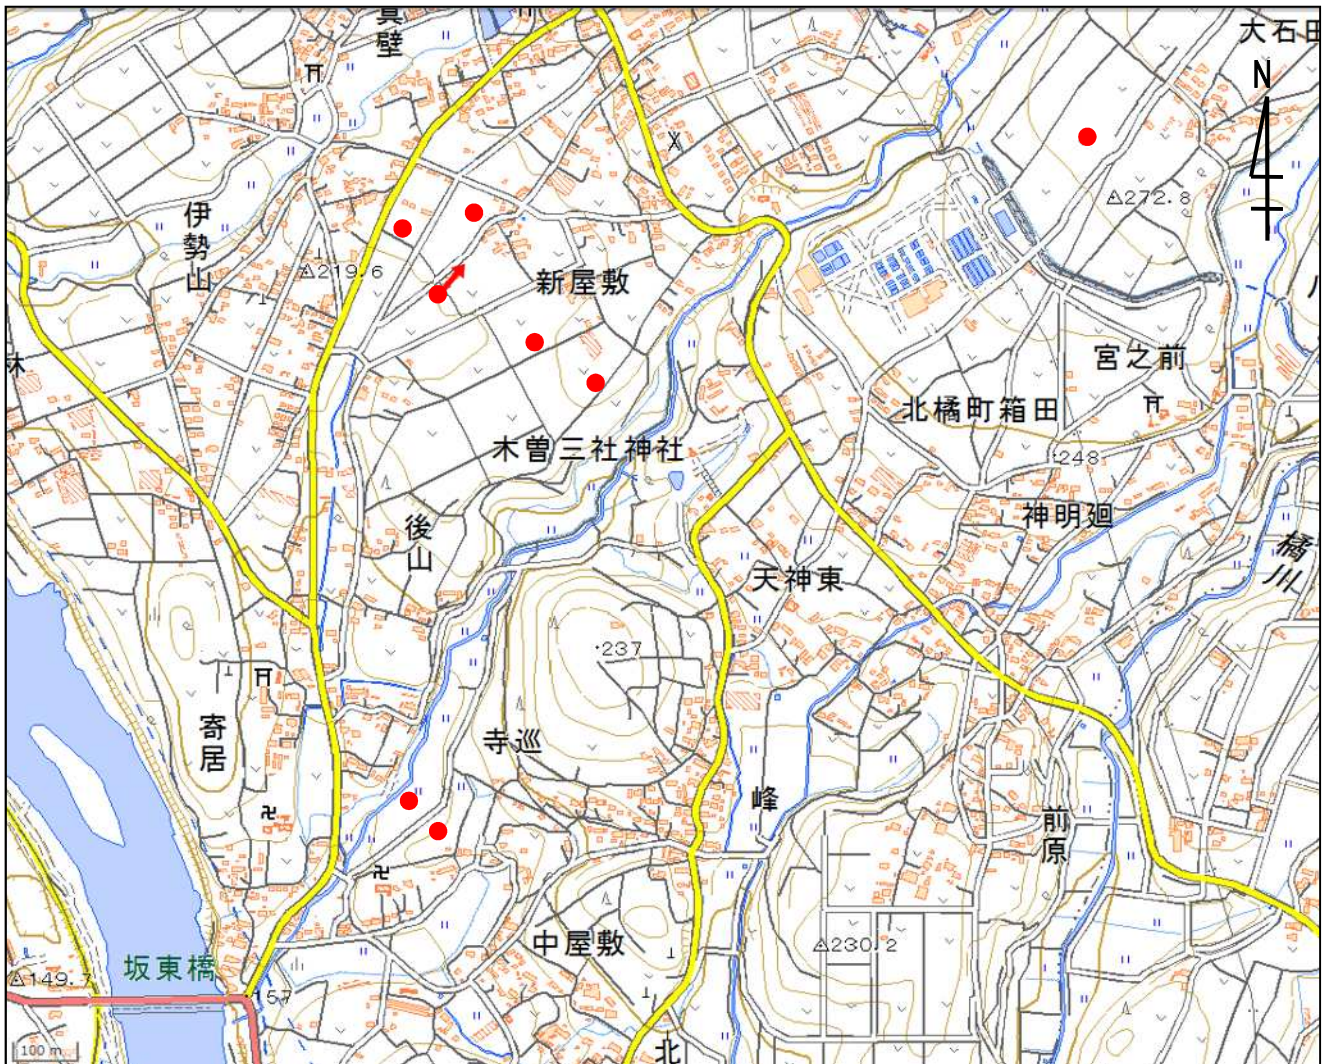 真壁
大石田
N
伊勢山
219.6
272.8
新屋敷
林
宮之前
北橘町箱田
木曽三社神社
248
後山
神明廻
橘川
天神東
237
寄居
寺巡
峰
前原
中屋敷
230.2
坂東橋
149.7
157
100 m
北